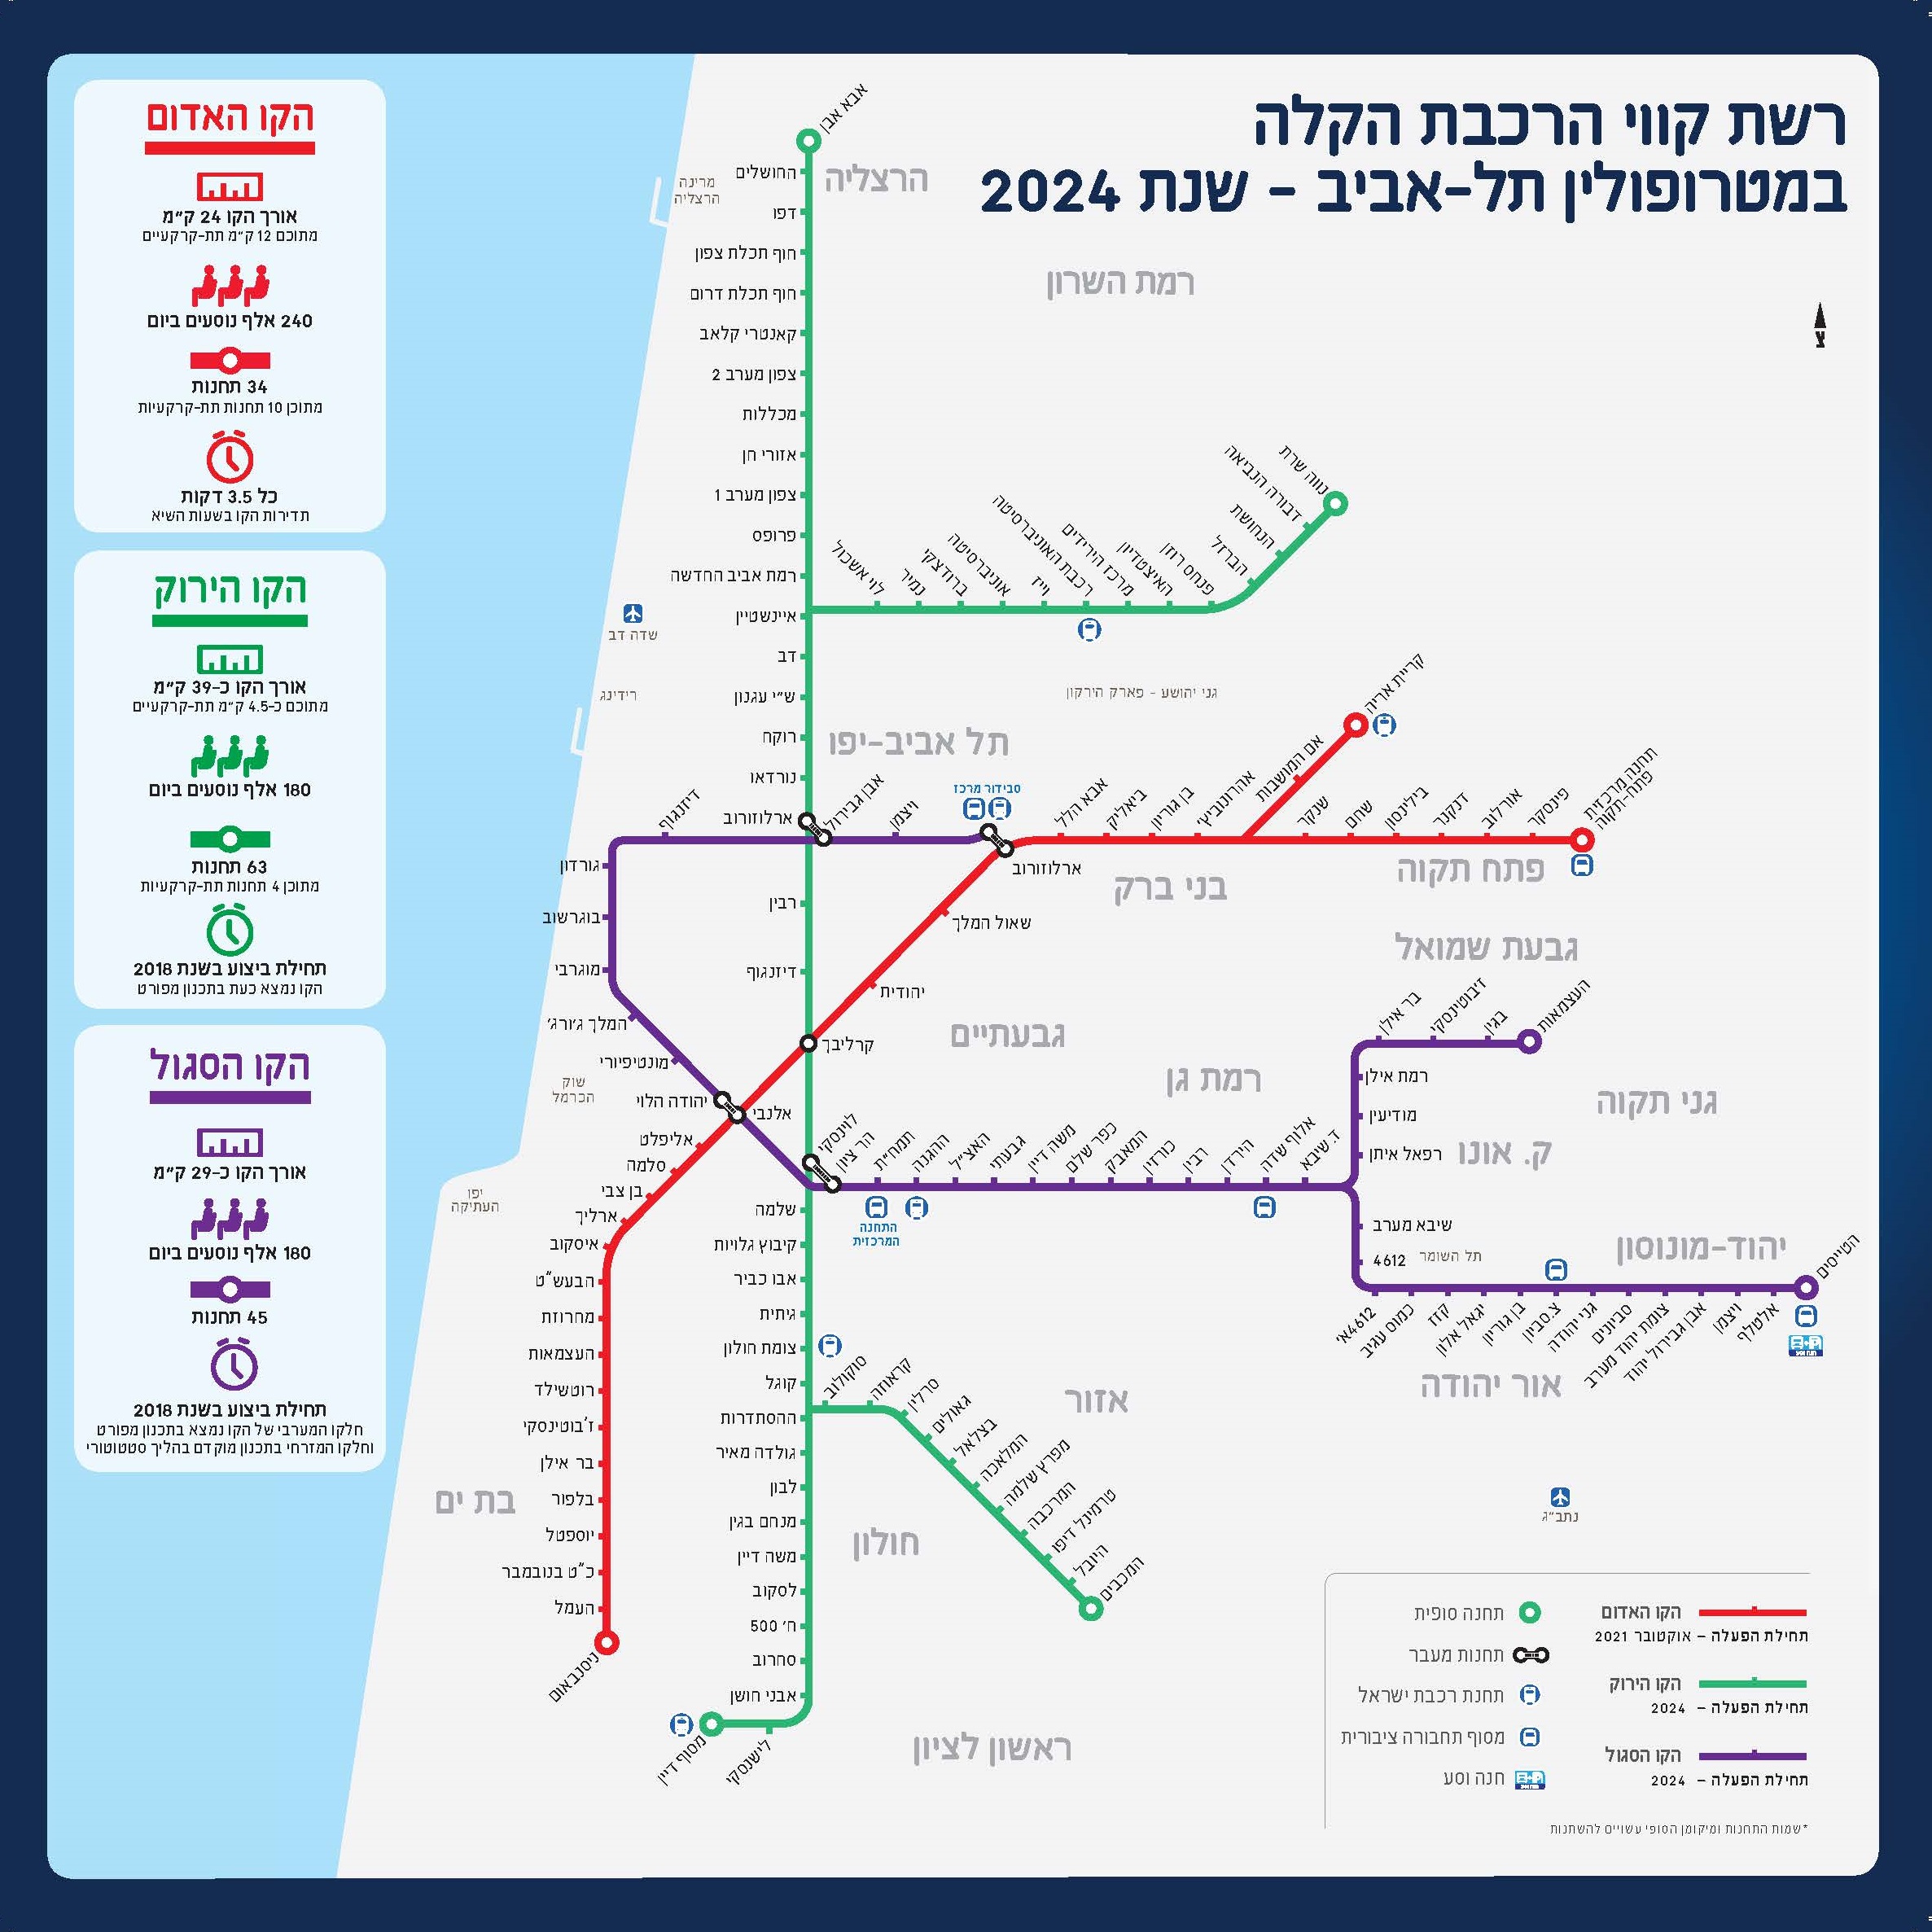 רשת קווי הרכבת הקלה
במטרופולין תל-אביב - שנת 2024
הקו האדום
אורך הקו 24 ק״מ
מתוכם 12 ק״מ תת-קרקעיים
240 אלף נוסעים ביום
34 תחנות
מתוכן 10 תחנות תת-קרקעיות
כל 3.5 דקות
תדירות הקו בשעות השיא
הקו הירוק
אורך הקו כ-39 ק״מ
מתוכם כ-4.5 ק״מ תת-קרקעיים
180 אלף נוסעים ביום
63 תחנות
מתוכן 4 תחנות תת-קרקעיות
תחילת ביצוע בשנת 2018
הקו נמצא כעת בתכנון מפורט
הקו הסגול
אורך הקו כ-29 ק״מ
180 אלף נוסעים ביום
45 תחנות
תחילת ביצוע בשנת 2018
חלקו המערבי של הקו נמצא בתכנון מפורט
וחלקו המזרחי בתכנון מוקדם בהליך סטטוטורי
אבא אבן
החושלים
דפו
חוף תכלת צפון
חוף תכלת דרום
קאנטרי קלאב
צפון מערב 2
מכללות
אזורי חן
צפון מערב 1
פרופס
רמת אביב החדשה
איינשטיין
דב
ש״י עגנון
רוקח
נורדאו
ארלוזורוב
רבין
דיזנגוף
קרליבך
לוינסקי
שלמה
קיבוץ גלויות
אבו כביר
גיתית
צומת חולון
קוגל
ההסתדרות
גולדה מאיר
לבון
מנחם בגין
משה דיין
לסקוב
ח׳ 500
סחרוב
אבני חושן
לישנסקי
מסוף דיין
הרצליה
מרינה
הרצליה
רמת השרון
צ
נווה שרת
דבורה הנביאה
הנחושת
הברזל
פנחס רוזן
האיצטדיון
מרכז הירידים
רכבת האוניברסיטה
וייז
אוניברסיטה
ברודצקי
נמיר
לוי אשכול
שדה דב
רידינג
גני יהושע - פארק הירקון
תל אביב-יפו
קריית אריה
אם המושבות
תחנה מרכזית
פתח-תקוה
פינסקר
אורלוב
דנקנר
בילינסון
שחם
שנקר
אהרונוביץ׳
בן גוריון
ביאליק
אבא הלל
סבידור מרכז
ארלוזורוב
שאול המלך
יהודית
אלנבי
אליפלט
סלמה
בן צבי
ארליך
איסקוב
הבעש״ט
מחרוזת
העצמאות
רוטשילד
ז׳בוטינסקי
בר אילן
בלפור
יוספטל
כ״ט בנובמבר
העמל
ניסנבאום
ויצמן
אבן גבירול
דיזנגוף
גורדון
בוגרשוב
מוגרבי
המלך ג׳ורג׳
מונטיפיורי
יהודה הלוי
שוק
הכרמל
יפו
העתיקה
הר ציון
תמח״ת
ההגנה
האצ״ל
גבעתי
משה דיין
כפר שלם
המאבק
כורזין
רבין
הירדן
אלוף שדה
ד.שיבא
התחנה
המרכזית
העצמאות
בגין
ז׳בוטינסקי
בר אילן
רמת אילן
מודיעין
רפאל איתן
שיבא מערב
4612
תל השומר
4612א׳
כמוס עגיב
קזז
יגאל אלון
בן גוריון
צ.סביון
גני יהודה
סביונים
צומת יהוד מערב
אבן גבירול יהוד
ויצמן
אלטלף
הטייסים
בני ברק
פתח תקוה
גבעת שמואל
גבעתיים
רמת גן
גני תקוה
ק. אונו
יהוד-מונוסון
אור יהודה
אזור
בת ים
חולון
ראשון לציון
נתב״ג
סוקולוב
קראוזה
סרלין
גאולים
בצלאל
המלאכה
מפרץ שלמה
המרכבה
טרמינל דיפו
היובל
המכבים
הקו האדום
תחילת הפעלה – אוקטובר 2021
הקו הירוק
תחילת הפעלה – 2024
הקו הסגול
תחילת הפעלה – 2024
תחנה סופית
תחנות מעבר
תחנת רכבת ישראל
מסוף תחבורה ציבורית
חנה וסע
*שמות התחנות ומיקומן הסופי עשויים להשתנות